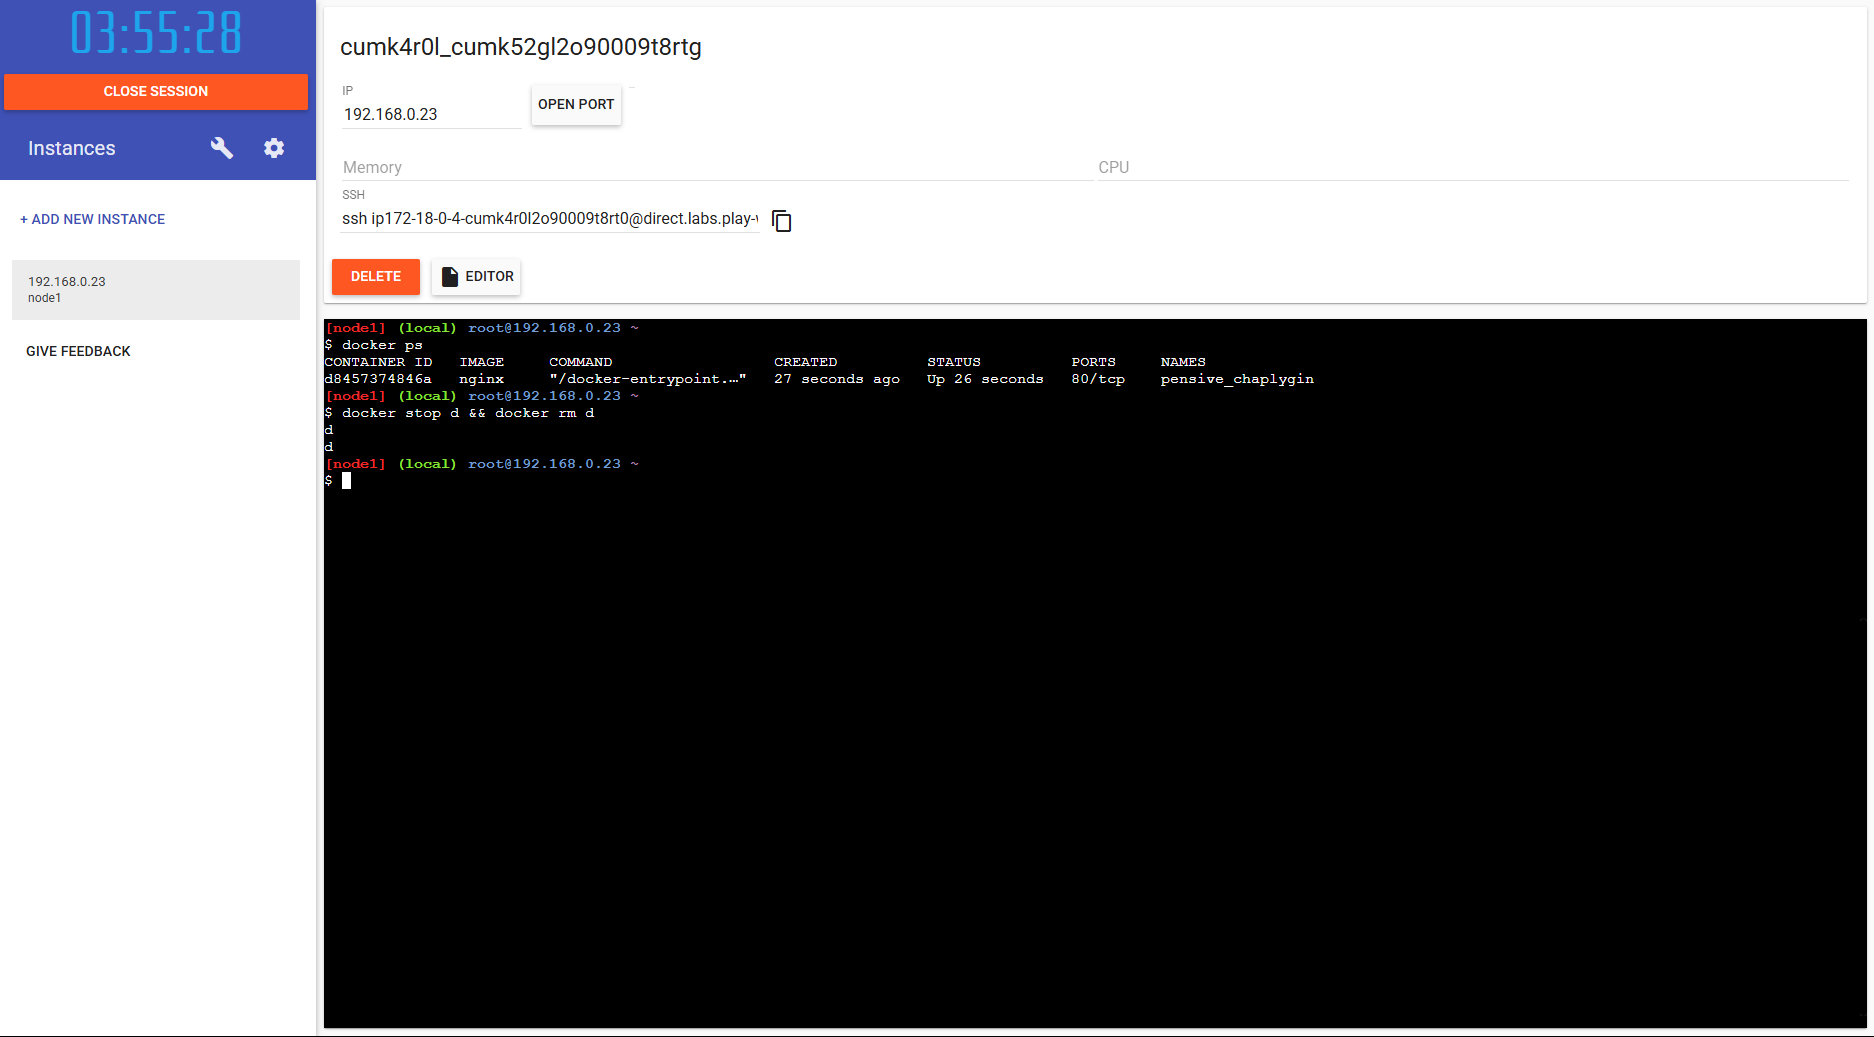 03:55:28
CLOSE SESSION
Instances
+ ADD NEW INSTANCE
192.168.0.23
node1
GIVE FEEDBACK
cumk4r0l_cumk52gl2o90009t8rtg
IP
192.168.0.23
OPEN PORT
Memory
CPU
SSH
ssh ip172-18-0-4-cumk4r0l2o90009t8rt0@direct.labs.play-
DELETE
EDITOR
[node1] (local) root@192.168.0.23 ~
$ docker ps
CONTAINER ID   IMAGE     COMMAND                  CREATED          STATUS          PORTS     NAMES
d8457374846a   nginx     "/docker-entrypoint.…"   27 seconds ago   Up 26 seconds   80/tcp    pensive_chaplygin
[node1] (local) root@192.168.0.23 ~
$ docker stop d && docker rm d
d
d
[node1] (local) root@192.168.0.23 ~
$